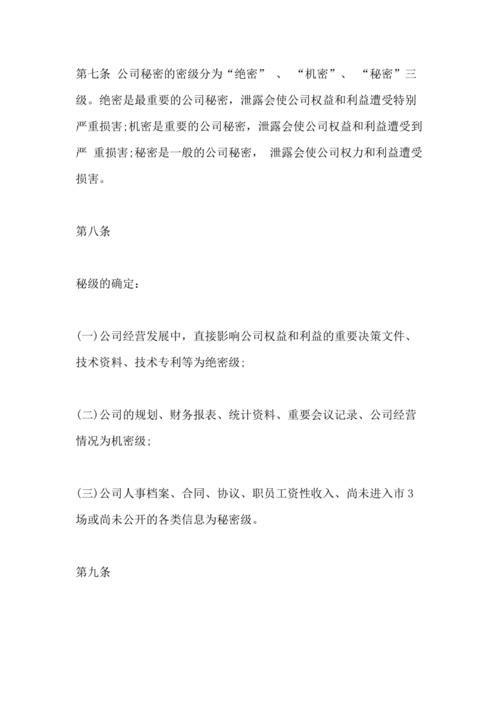 第七条 公司秘密的密级分为“绝密” 、 “机密”、 “秘密”三
级。绝密是最重要的公司秘密，泄露会使公司权益和利益遭受特别
严重损害;机密是重要的公司秘密，泄露会使公司权益和利益遭受到
严 重损害;秘密是一般的公司秘密， 泄露会使公司权力和利益遭受
损害。
第八条
秘级的确定：
(一)公司经营发展中，直接影响公司权益和利益的重要决策文件、
技术资料、技术专利等为绝密级;
(二)公司的规划、财务报表、统计资料、重要会议记录、公司经营
情况为机密级;
(三)公司人事档案、合同、协议、职员工资性收入、尚未进入市 3
场或尚未公开的各类信息为秘密级。
第九条